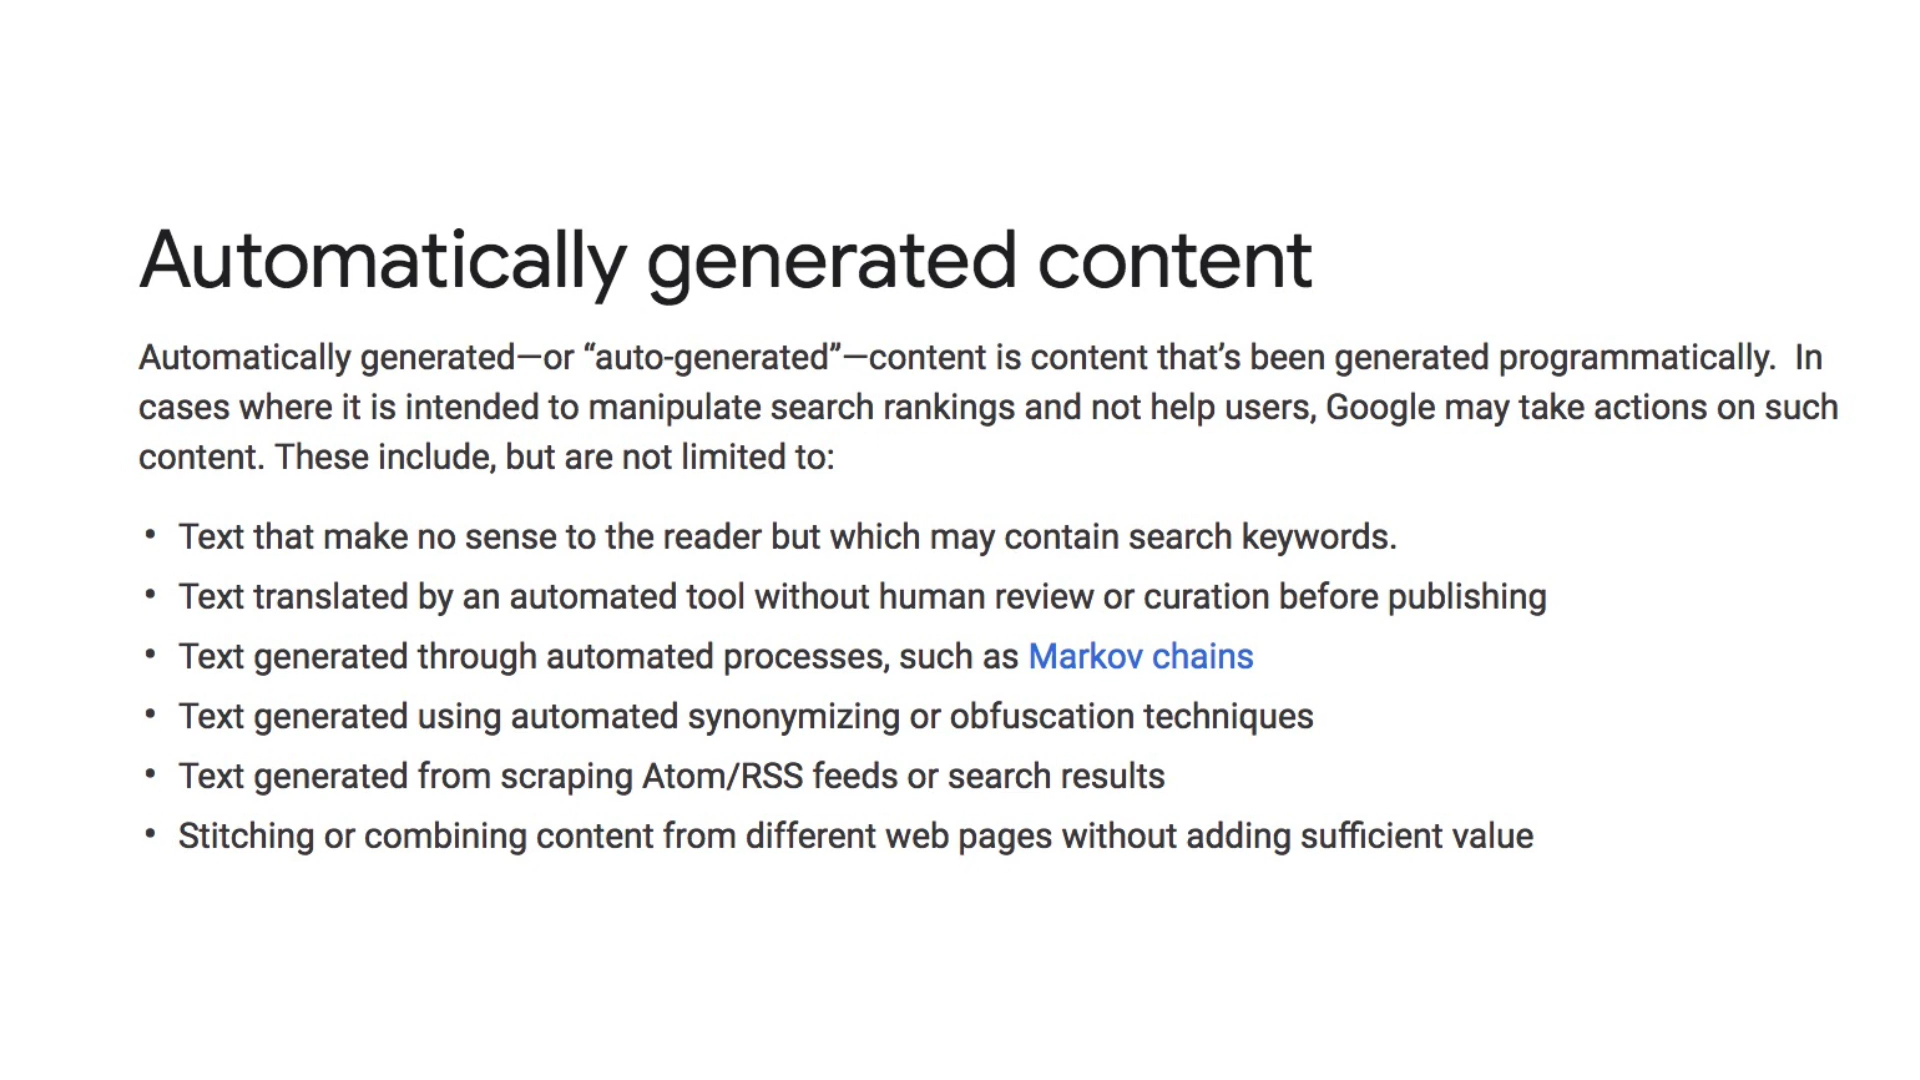 Automatically generated content
Automatically generated—or “auto-generated”—content is content that’s been generated programmatically.  In
cases where it is intended to manipulate search rankings and not help users, Google may take actions on such
content. These include, but are not limited to:
• Text that make no sense to the reader but which may contain search keywords.
• Text translated by an automated tool without human review or curation before publishing
• Text generated through automated processes, such as Markov chains
• Text generated using automated synonymizing or obfuscation techniques
• Text generated from scraping Atom/RSS feeds or search results
• Stitching or combining content from different web pages without adding sufficient value